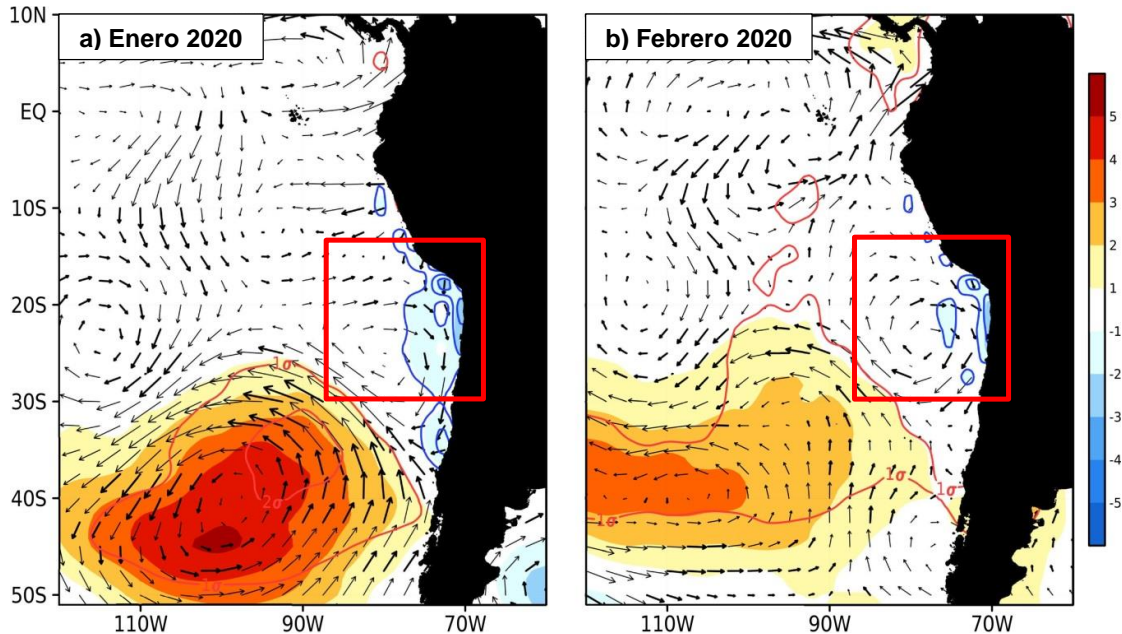 a) Enero 2020
b) Febrero 2020
10N
EQ
10S
20S
30S
40S
50S
110W
90W
70W
110W
90W
70W
1σ
2σ
1σ
1σ
1σ
1σ
5
4
3
2
1
-1
-2
-3
-4
-5